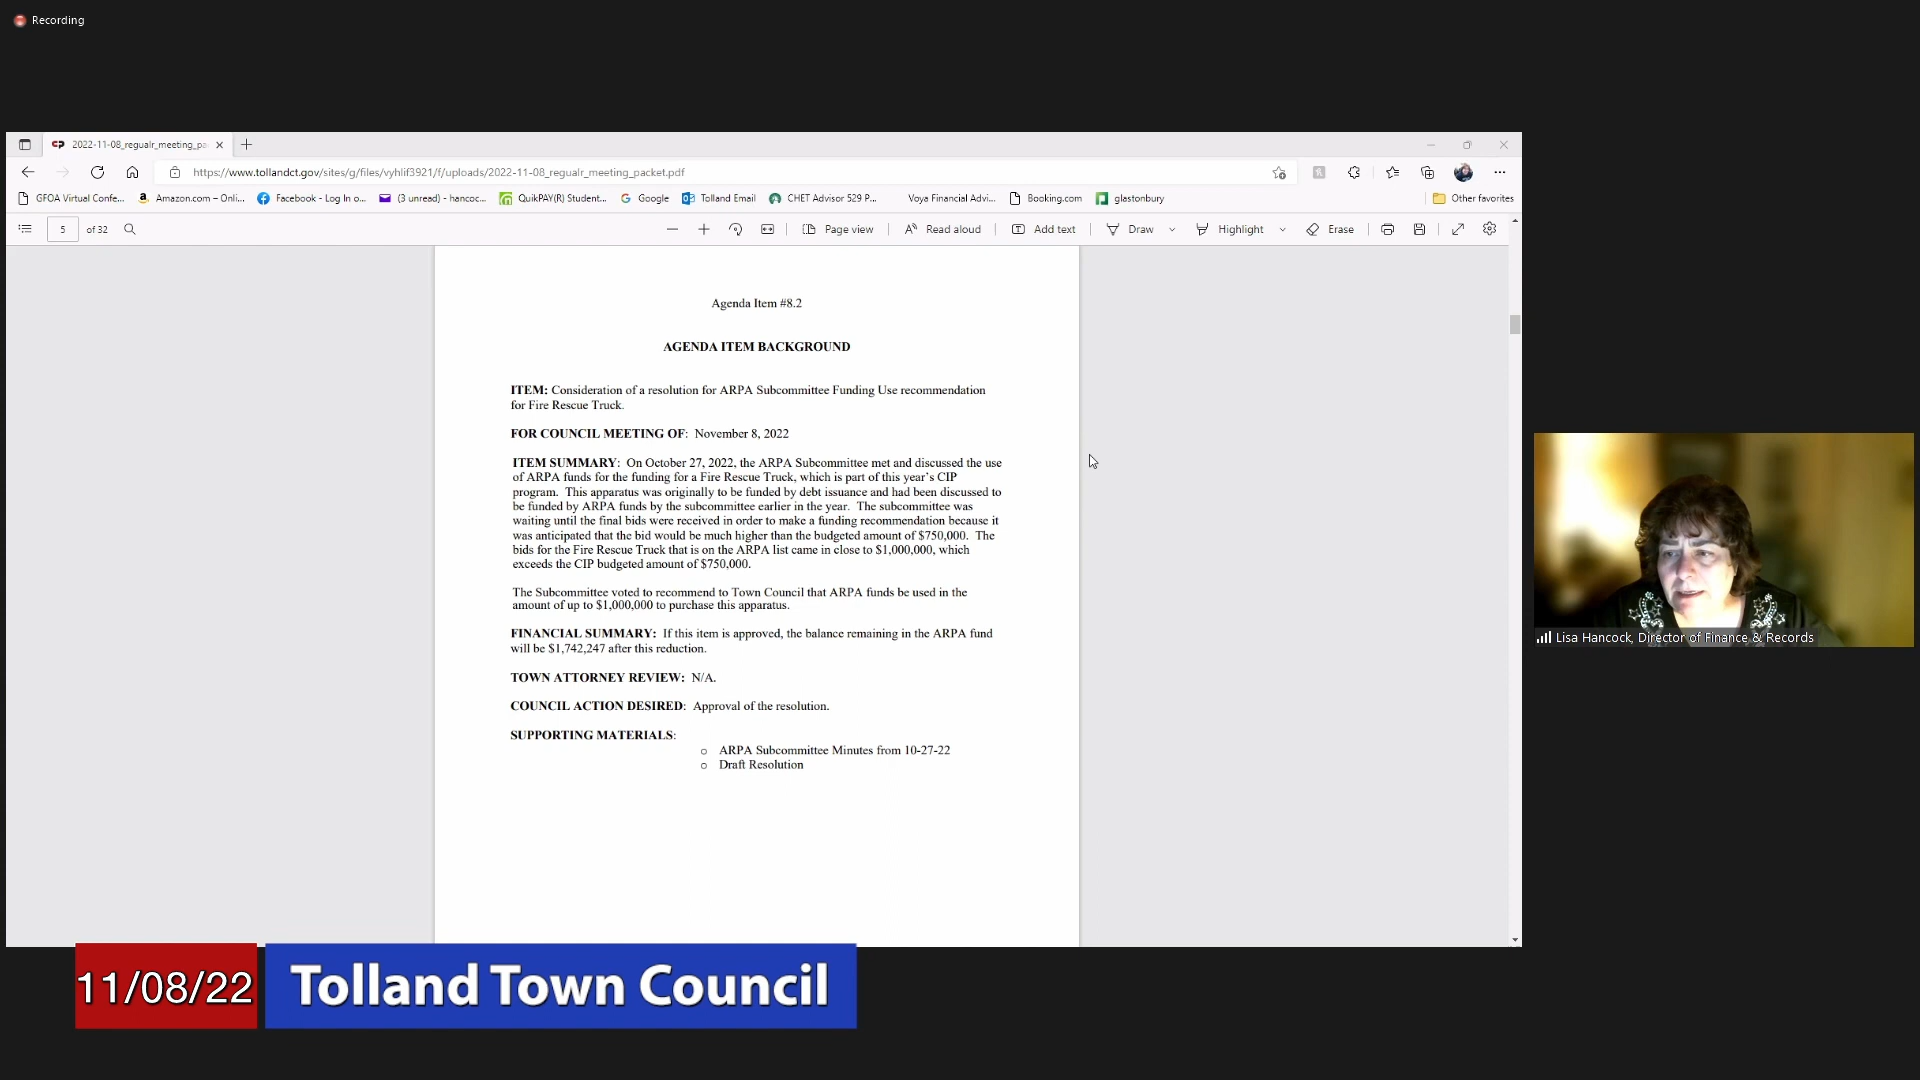 Recording
2022-11-08_regualr_meeting_pa
https://www.tollandct.gov/sites/g/files/vyhlif3921/f/uploads/2022-11-08_regualr_meeting_packet.pdf
GFOA Virtual Confe... Amazon.com – Onli... Facebook - Log In o... (3 unread) - hancoc... QuikPAY(R) Student... Google Tolland Email CHET Advisor 529 P... Voya Financial Advi... Booking.com glastonbury Other favorites
5 of 32 Page view Read aloud Add text Draw Highlight Erase
Agenda Item #8.2
AGENDA ITEM BACKGROUND
ITEM: Consideration of a resolution for ARPA Subcommittee Funding Use recommendation
for Fire Rescue Truck.
FOR COUNCIL MEETING OF: November 8, 2022
ITEM SUMMARY: On October 27, 2022, the ARPA Subcommittee met and discussed the use
of ARPA funds for the funding for a Fire Rescue Truck, which is part of this year's CIP
program. This apparatus was originally to be funded by debt issuance and had been discussed to
be funded by ARPA funds by the subcommittee earlier in the year. The subcommittee was
waiting until the final bids were received in order to make a funding recommendation because it
was anticipated that the bid would be much higher than the budgeted amount of $750,000. The
bids for the Fire Rescue Truck that is on the ARPA list came in close to $1,000,000, which
exceeds the CIP budgeted amount of $750,000.
The Subcommittee voted to recommend to Town Council that ARPA funds be used in the
amount of up to $1,000,000 to purchase this apparatus.
FINANCIAL SUMMARY: If this item is approved, the balance remaining in the ARPA fund
will be $1,742,247 after this reduction.
TOWN ATTORNEY REVIEW: N/A.
COUNCIL ACTION DESIRED: Approval of the resolution.
SUPPORTING MATERIALS:
o ARPA Subcommittee Minutes from 10-27-22
o Draft Resolution
Lisa Hancock, Director of Finance & Records
11/08/22 Tolland Town Council